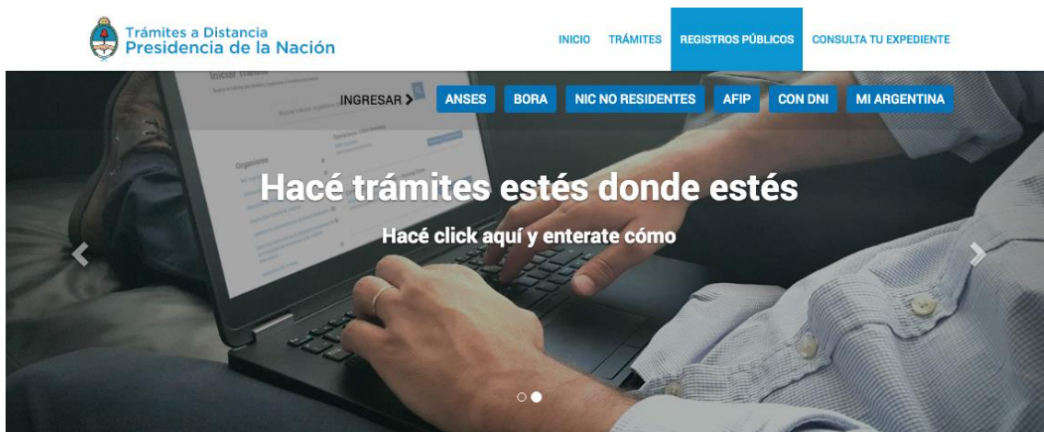 Trámites a Distancia
Presidencia de la Nación
INICIO TRÁMITES REGISTROS PÚBLICOS CONSULTA TU EXPEDIENTE
INGRESAR ANSES BORA NIC NO RESIDENTES AFIP CON DNI MI ARGENTINA
Hacé trámites estés donde estés
Hacé click aquí y enterate cómo
Organismos